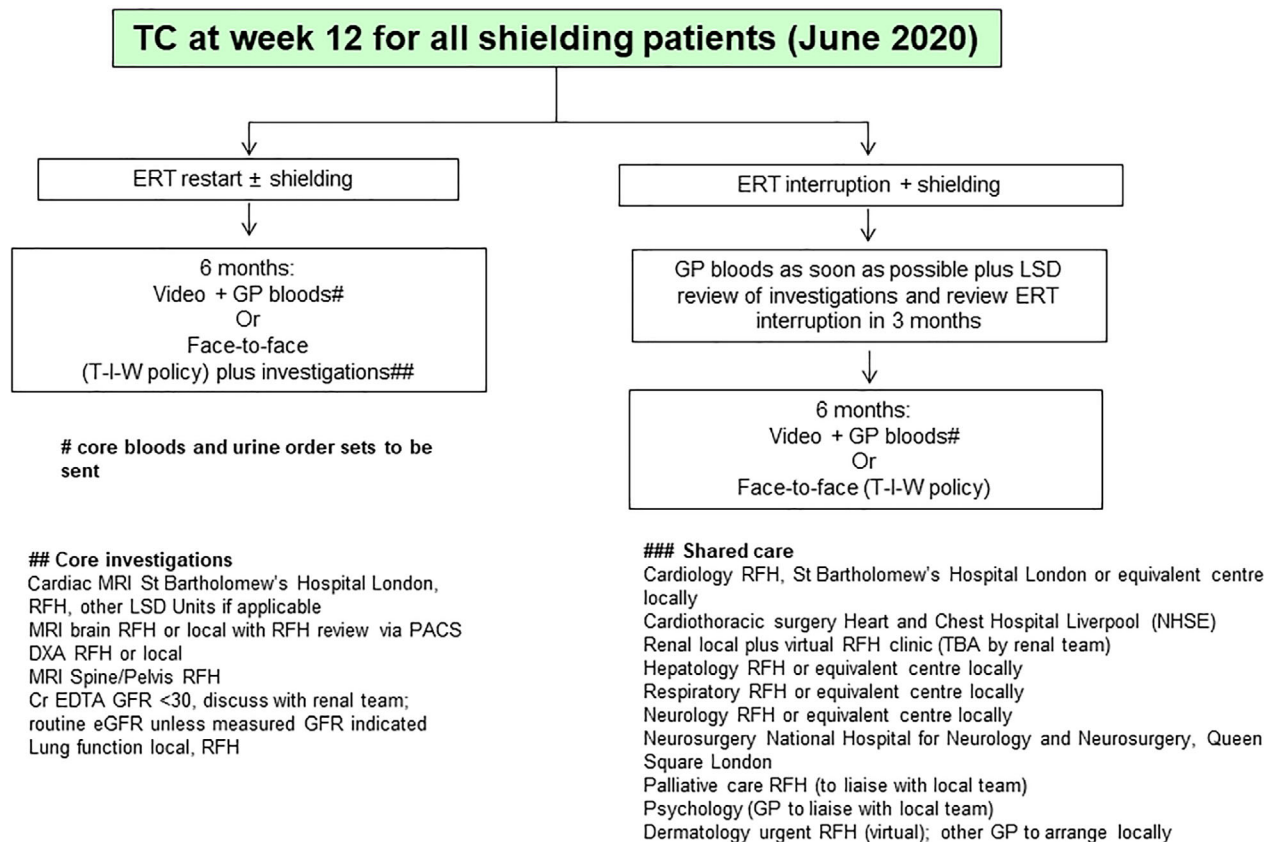 TC at week 12 for all shielding patients (June 2020)
ERT restart ± shielding
6 months:
Video + GP bloods#
Or
Face-to-face
(T-I-W policy) plus investigations##
# core bloods and urine order sets to be
sent
## Core investigations
Cardiac MRI St Bartholomew's Hospital London,
RFH, other LSD Units if applicable
MRI brain RFH or local with RFH review via PACS
DXA RFH or local
MRI Spine/Pelvis RFH
Cr EDTA GFR <30, discuss with renal team;
routine eGFR unless measured GFR indicated
Lung function local, RFH
ERT interruption + shielding
GP bloods as soon as possible plus LSD
review of investigations and review ERT
interruption in 3 months
6 months:
Video + GP bloods#
Or
Face-to-face (T-I-W policy)
### Shared care
Cardiology RFH, St Bartholomew's Hospital London or equivalent centre
locally
Cardiothoracic surgery Heart and Chest Hospital Liverpool (NHSE)
Renal local plus virtual RFH clinic (TBA by renal team)
Hepatology RFH or equivalent centre locally
Respiratory RFH or equivalent centre locally
Neurology RFH or equivalent centre locally
Neurosurgery National Hospital for Neurology and Neurosurgery, Queen
Square London
Palliative care RFH (to liaise with local team)
Psychology (GP to liaise with local team)
Dermatology urgent RFH (virtual); other GP to arrange locally